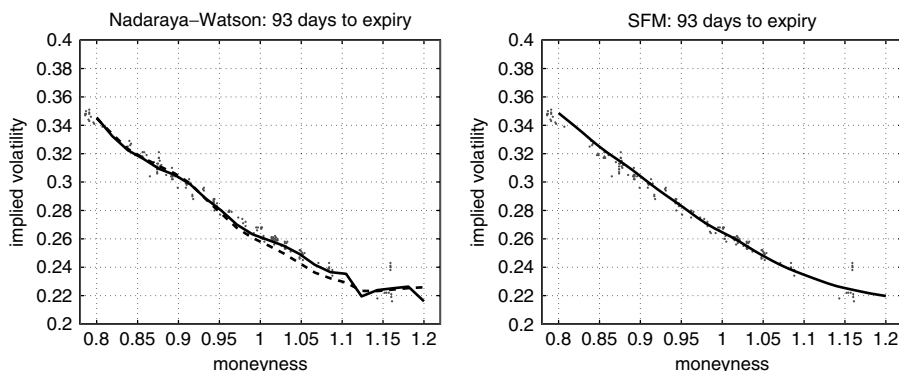 Nadaraya–Watson: 93 days to expiry
0.4
0.36
0.32
0.3
0.28
0.26
0.24
0.22
0.2
implied volatility
0.8 0.85 0.9 0.95 1 1.05 1.1 1.15 1.2
moneyness
SFM: 93 days to expiry
0.4
0.38
0.36
0.34
0.32
0.3
0.28
0.26
0.24
0.22
0.2
implied volatility
0.8 0.85 0.9 0.95 1 1.05 1.1 1.15 1.2
moneyness